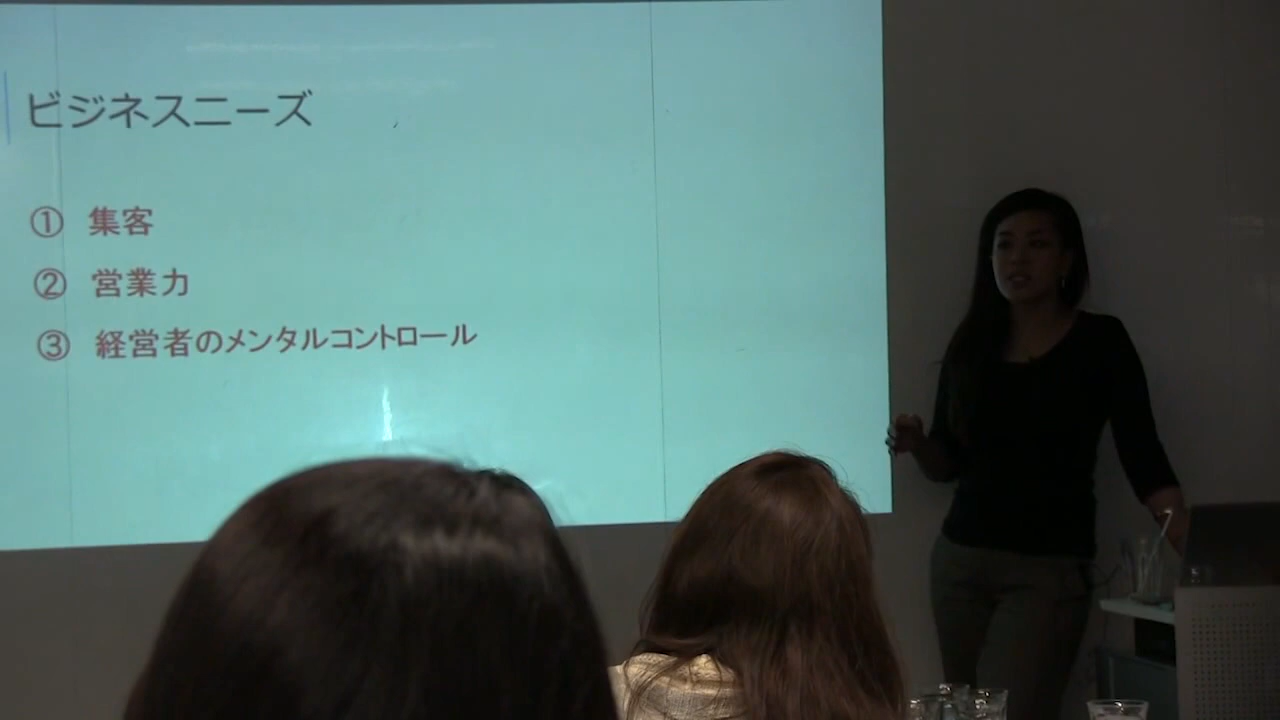 ビジネスニーズ
① 集客
② 営業力
③ 経営者のメンタルコントロール